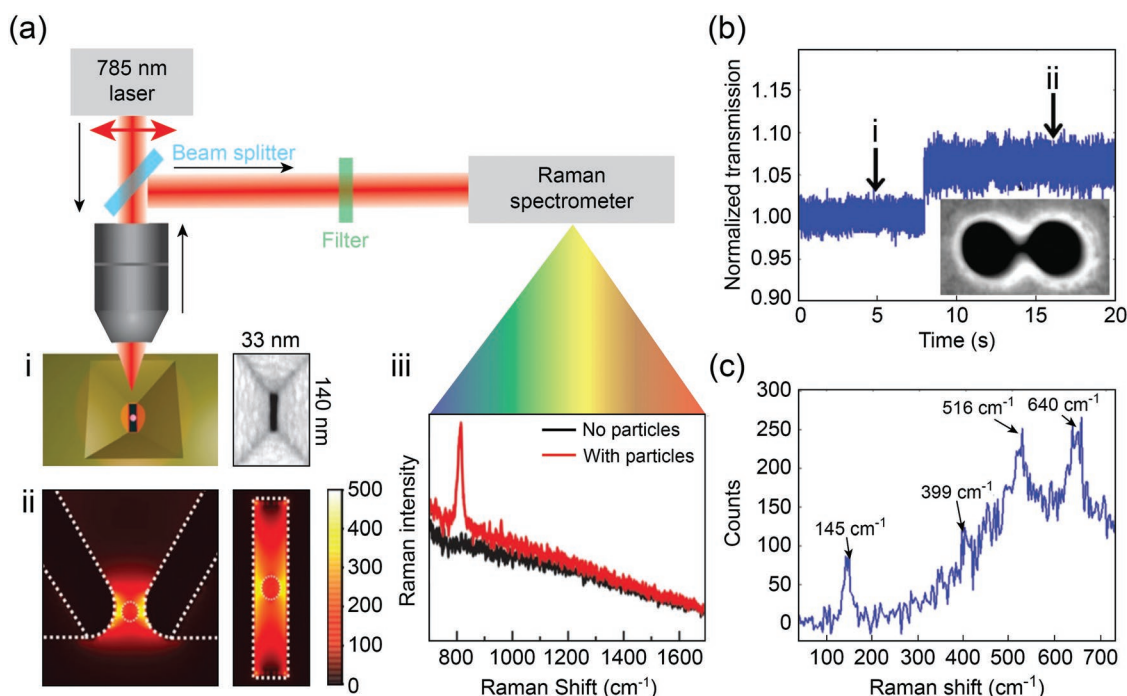 (a)
785 nm
laser
Beam splitter
Filter
Raman
spectrometer
i
33 nm
140 nm
ii
500
400
300
200
100
0
iii
No particles
With particles
Raman intensity
800 1000 1200 1400 1600
Raman Shift (cm⁻¹)
(b)
Normalized transmission
1.15
1.10
1.05
1.00
0.95
0.90
i
ii
0 5 10 15 20
Time (s)
(c)
Counts
300
250
200
150
100
50
0
145 cm⁻¹
399 cm⁻¹
516 cm⁻¹
640 cm⁻¹
100 200 300 400 500 600 700
Raman shift (cm⁻¹)